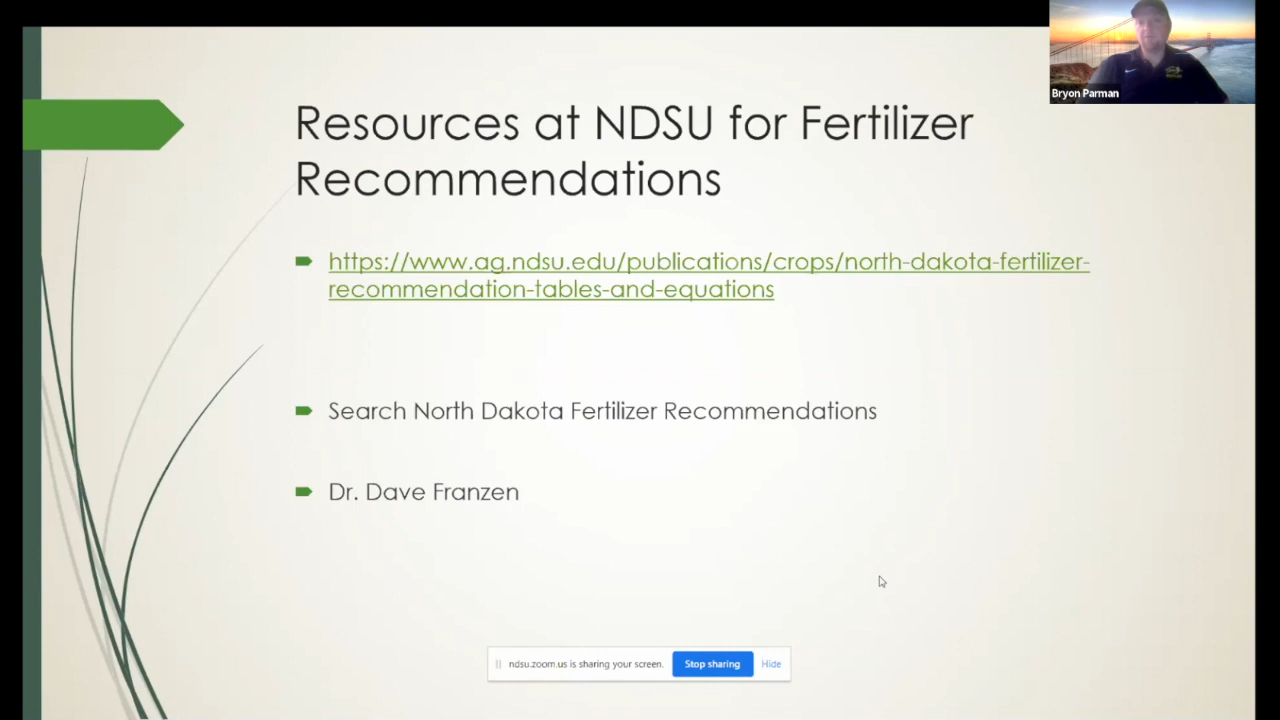 Bryon Parman
Resources at NDSU for Fertilizer
Recommendations
https://www.ag.ndsu.edu/publications/crops/north-dakota-fertilizer-
recommendation-tables-and-equations
Search North Dakota Fertilizer Recommendations
Dr. Dave Franzen
ndsu.zoom.us is sharing your screen. Stop sharing Hide